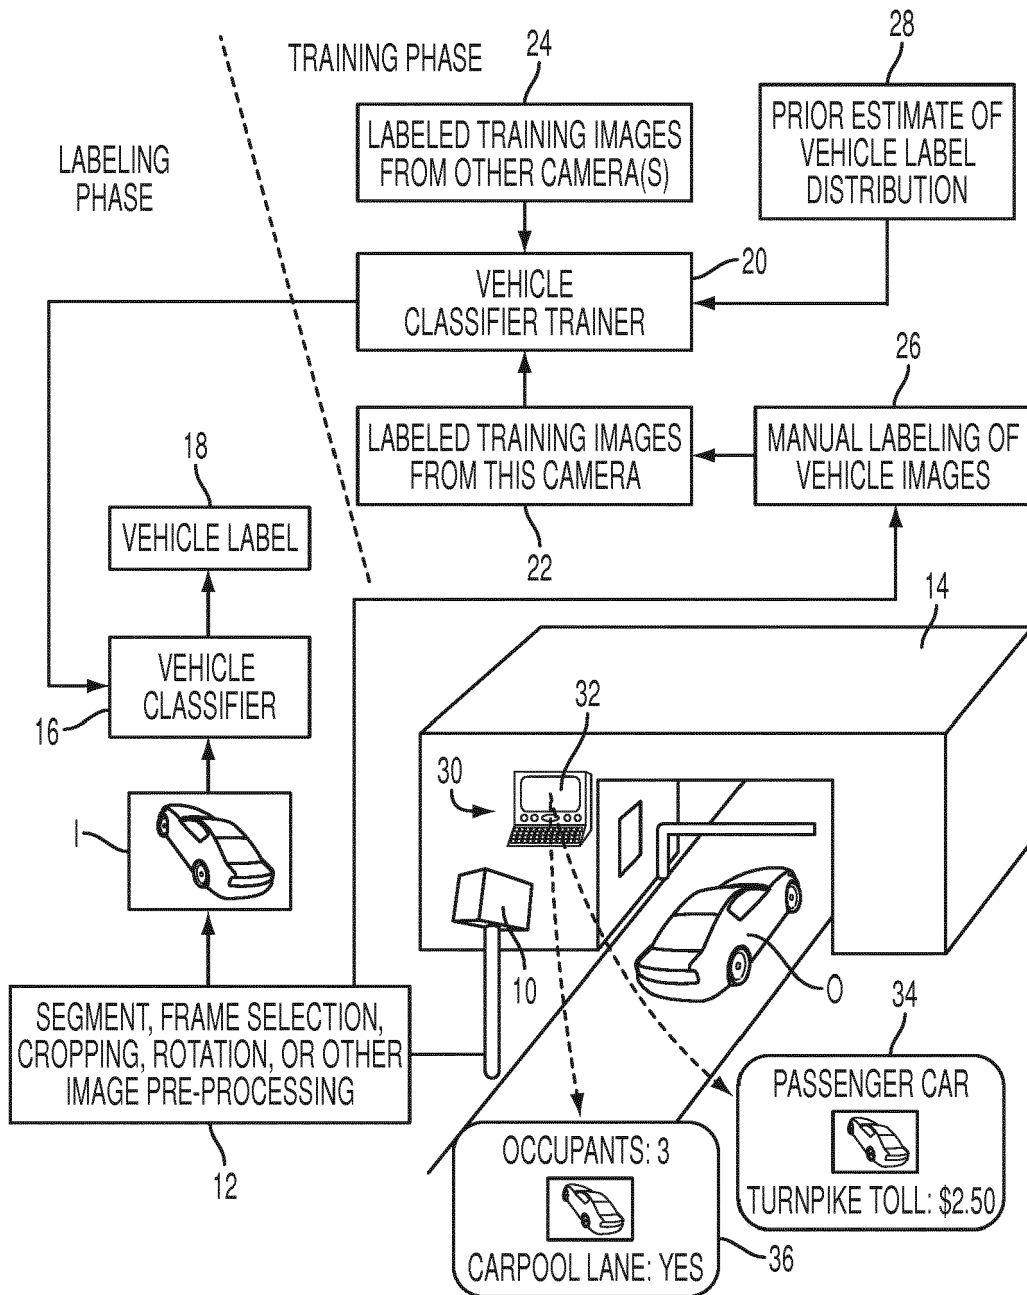 TRAINING PHASE
24
28
LABELED TRAINING IMAGES
FROM OTHER CAMERA(S)
PRIOR ESTIMATE OF
VEHICLE LABEL
DISTRIBUTION
LABELING
PHASE
20
VEHICLE
CLASSIFIER TRAINER
26
LABELED TRAINING IMAGES
FROM THIS CAMERA
MANUAL LABELING OF
VEHICLE IMAGES
18
VEHICLE LABEL
22
14
VEHICLE
CLASSIFIER
16
32
30
I
10
O
34
SEGMENT, FRAME SELECTION,
CROPPING, ROTATION, OR OTHER
IMAGE PRE-PROCESSING
12
PASSENGER CAR
TURNPIKE TOLL: $2.50
OCCUPANTS: 3
CARPOOL LANE: YES
36